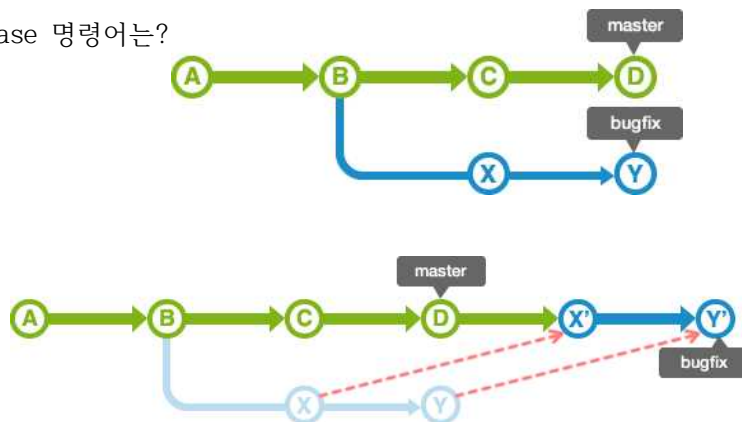 ase 명령어는?
master
A B C D
bugfix
X Y
master
A B C D X' Y'
bugfix
X Y